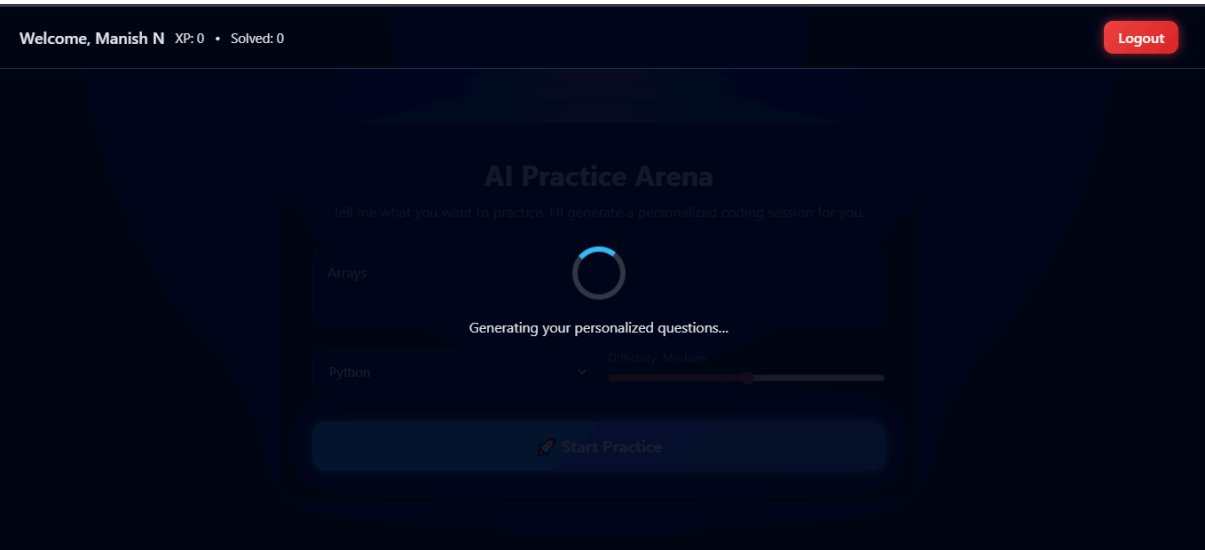 Welcome, Manish N XP: 0 • Solved: 0
Logout
AI Practice Arena
Tell me what you want to practice. I'll generate a personalized coding session for you.
Arrays
Generating your personalized questions...
Difficulty: Medium
Python
🚀 Start Practice